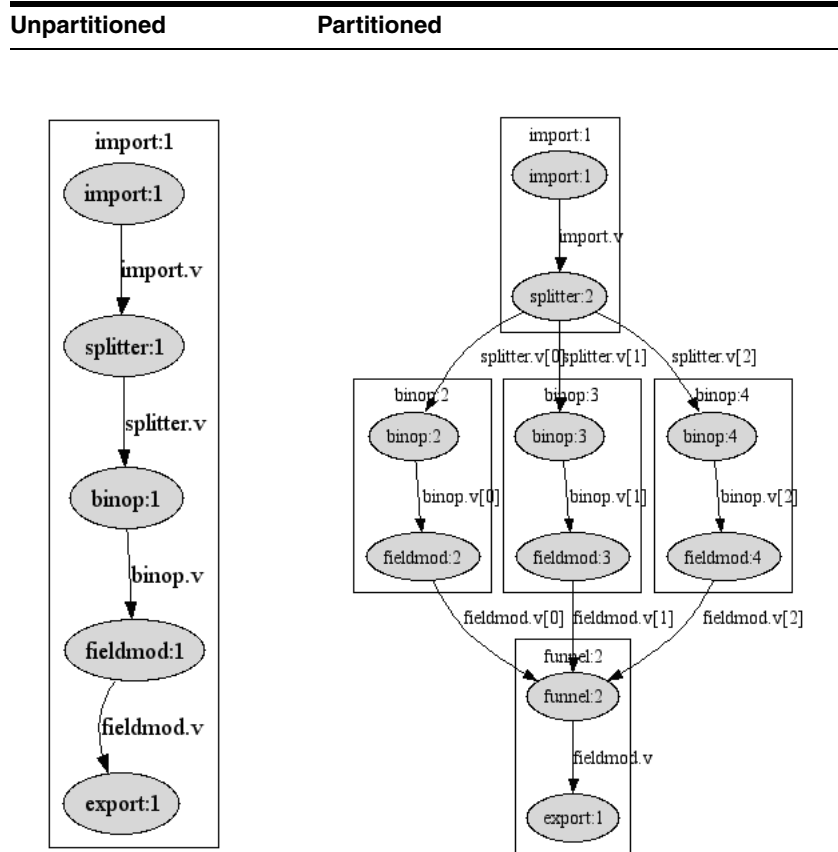 Unpartitioned Partitioned
import:1
import:1
import.v
splitter:1
splitter.v
binop:1
binop.v
fieldmod:1
fieldmod.v
export:1
import:1
import:1
import.v
splitter:2
splitter.v[0] splitter.v[1] splitter.v[2]
binop:2 binop:3 binop:4
binop:2 binop:3 binop:4
binop.v[0] binop.v[1] binop.v[2]
fieldmod:2 fieldmod:3 fieldmod:4
fieldmod.v[0] fieldmod.v[1] fieldmod.v[2]
funnel:2
funnel:2
fieldmod.v
export:1